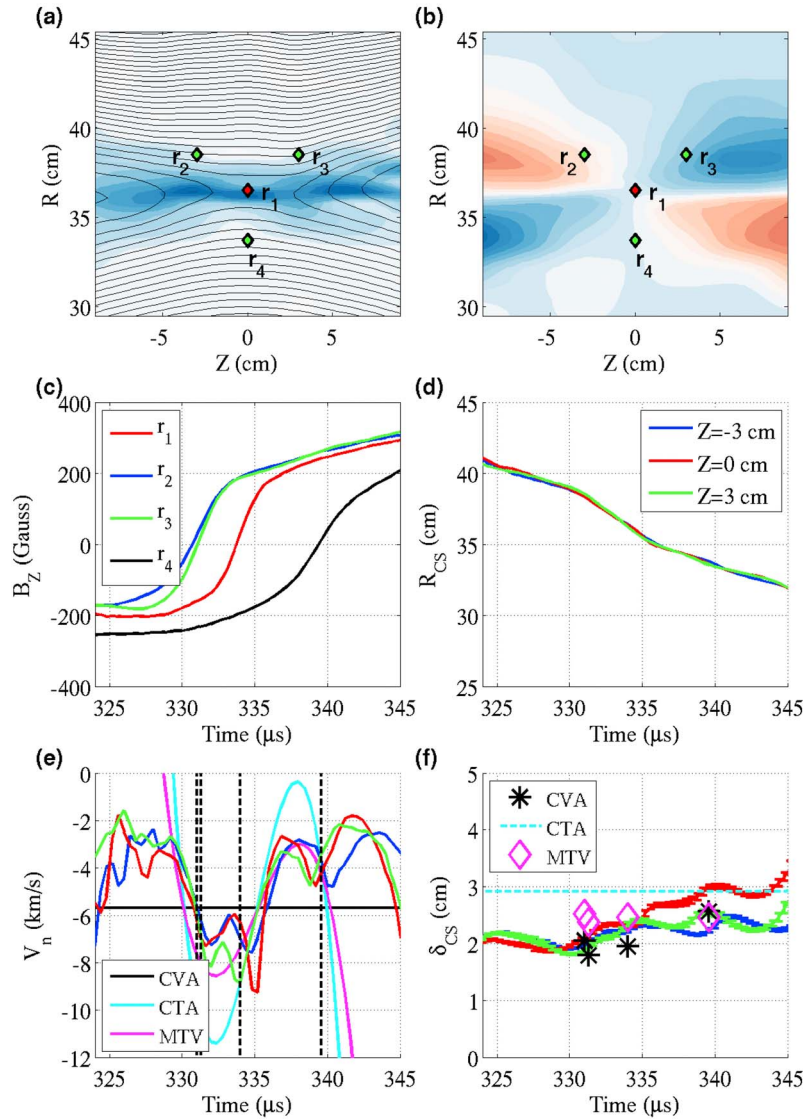 (a)
(b)
45
40
35
30
R (cm)
-5
0
5
Z (cm)
r2
r3
r1
r4
45
40
35
30
R (cm)
-5
0
5
Z (cm)
r2
r3
r1
r4
(c)
(d)
400
200
0
-200
-400
BZ (Gauss)
r1
r2
r3
r4
325
330
335
340
345
Time (μs)
45
40
35
30
25
RCS (cm)
Z=-3 cm
Z=0 cm
Z=3 cm
325
330
335
340
345
Time (μs)
(e)
(f)
0
-2
-4
-6
-8
-10
-12
Vn (km/s)
CVA
CTA
MTV
325
330
335
340
345
Time (μs)
5
4
3
2
1
0
δCS (cm)
CVA
CTA
MTV
325
330
335
340
345
Time (μs)